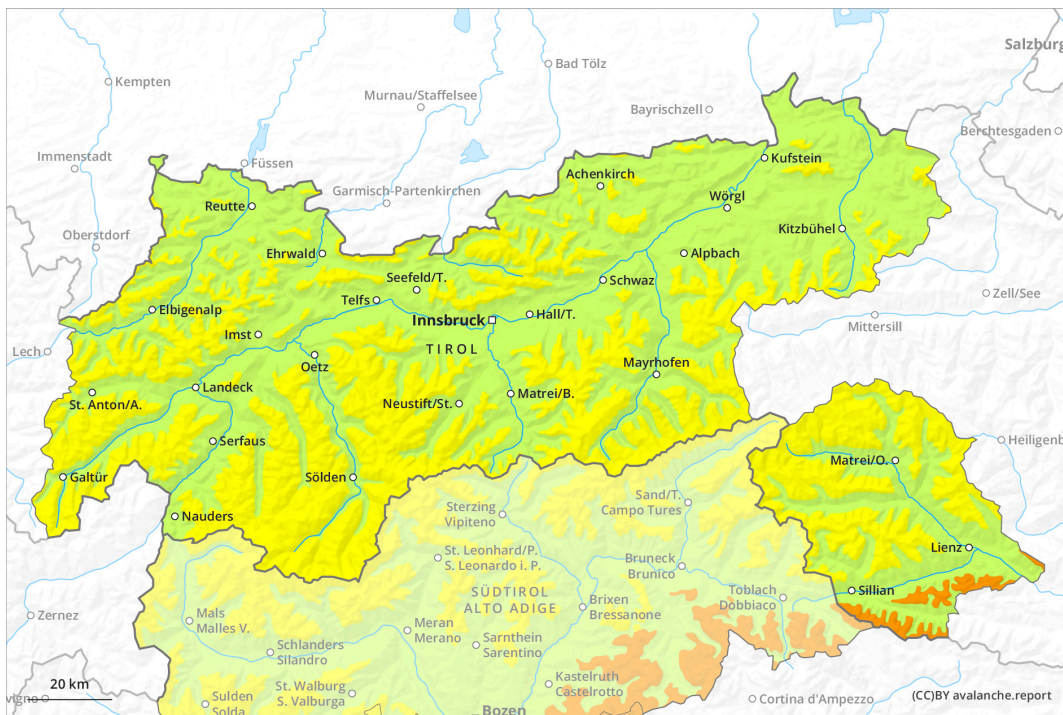 Salzburg
Kempten
Bad Tölz
Murnau/Staffelsee
Bayrischzell
Berchtesgaden
Immenstadt
Füssen
Kufstein
Achenkirch
Garmisch-Partenkirchen
Reutte
Wörgl
Oberstdorf
Kitzbühel
Ehrwald
Alpbach
Seefeld/T.
Schwaz
Zell/See
Telfs
Elbigenalp
Innsbruck
Hall/T.
Mittersill
Imst
TIROL
Lech
Oetz
Mayrhofen
Landeck
St. Anton/A.
Neustift/St.
Matrei/B.
Serfaus
Heiligenb
Matrei/O.
Galtür
Sölden
Sand/T.
Campo Tures
Sterzing
Vipiteno
Nauders
Lienz
St. Leonhard/P.
S. Leonardo i. P.
Bruneck
Brunico
Sillian
SÜDTIROL
ALTO ADIGE
Toblach
Dobbiaco
Zernez
Mals
Malles V.
Brixen
Bressanone
Meran
Merano
Schlanders
Silandro
Sarnthein
Sarentino
20 km
St. Walburg
S. Valburga
Kastelruth
Castelrotto
vigno
Sulden
Solda
Cortina d'Ampezzo
(CC)BY avalanche.report
Bozen